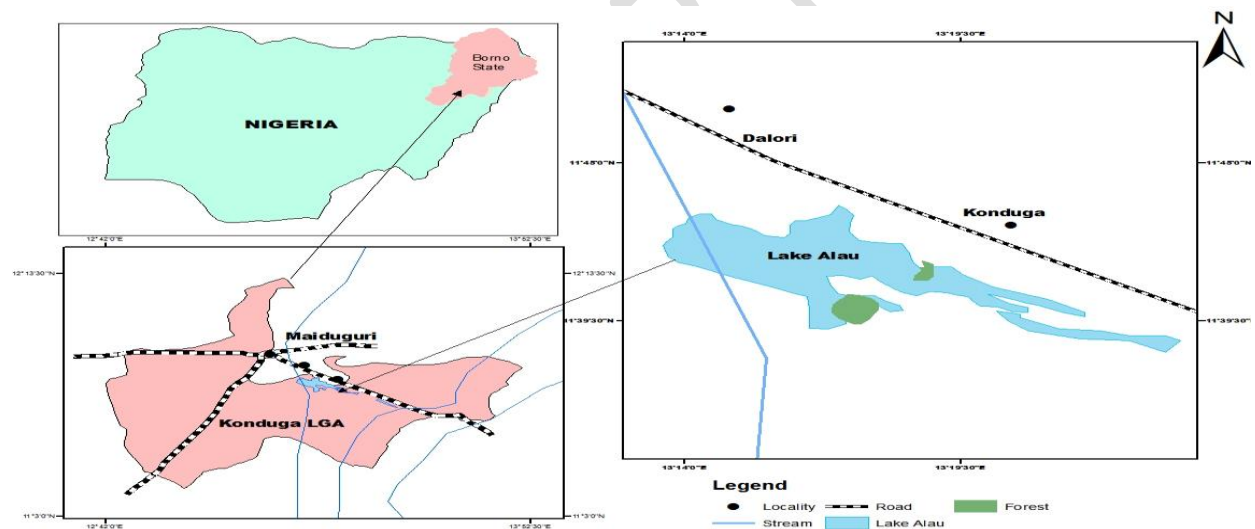 Borno
State
NIGERIA
12°42'0"E
13°52'30"E
12°13'30"N
12°13'30"N
Maiduguri
Konduga LGA
11°3'0"N
11°3'0"N
12°42'0"E
13°52'30"E
N
13°14'0"E
13°19'30"E
Dalori
11°48'0"N
11°48'0"N
Konduga
Lake Alau
11°39'30"N
11°39'30"N
13°14'0"E
13°19'30"E
Legend
Locality
Road
Forest
Stream
Lake Alau